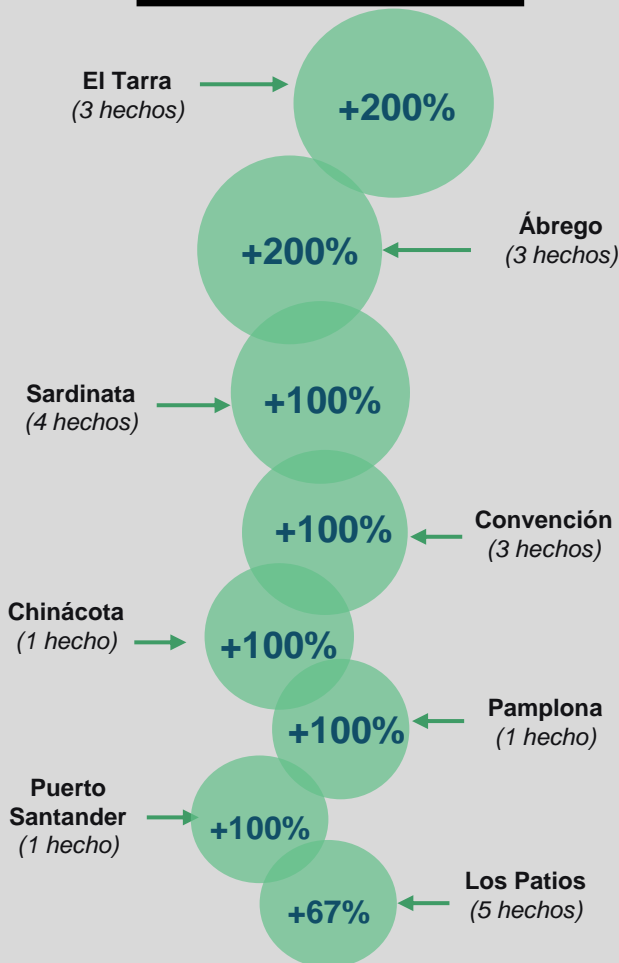 El Tarra
(3 hechos)
+200%
+200%
Ábrego
(3 hechos)
Sardinata
(4 hechos)
+100%
+100%
Convención
(3 hechos)
Chinácota
(1 hecho)
+100%
+100%
Pamplona
(1 hecho)
Puerto
Santander
(1 hecho)
+100%
+67%
Los Patios
(5 hechos)